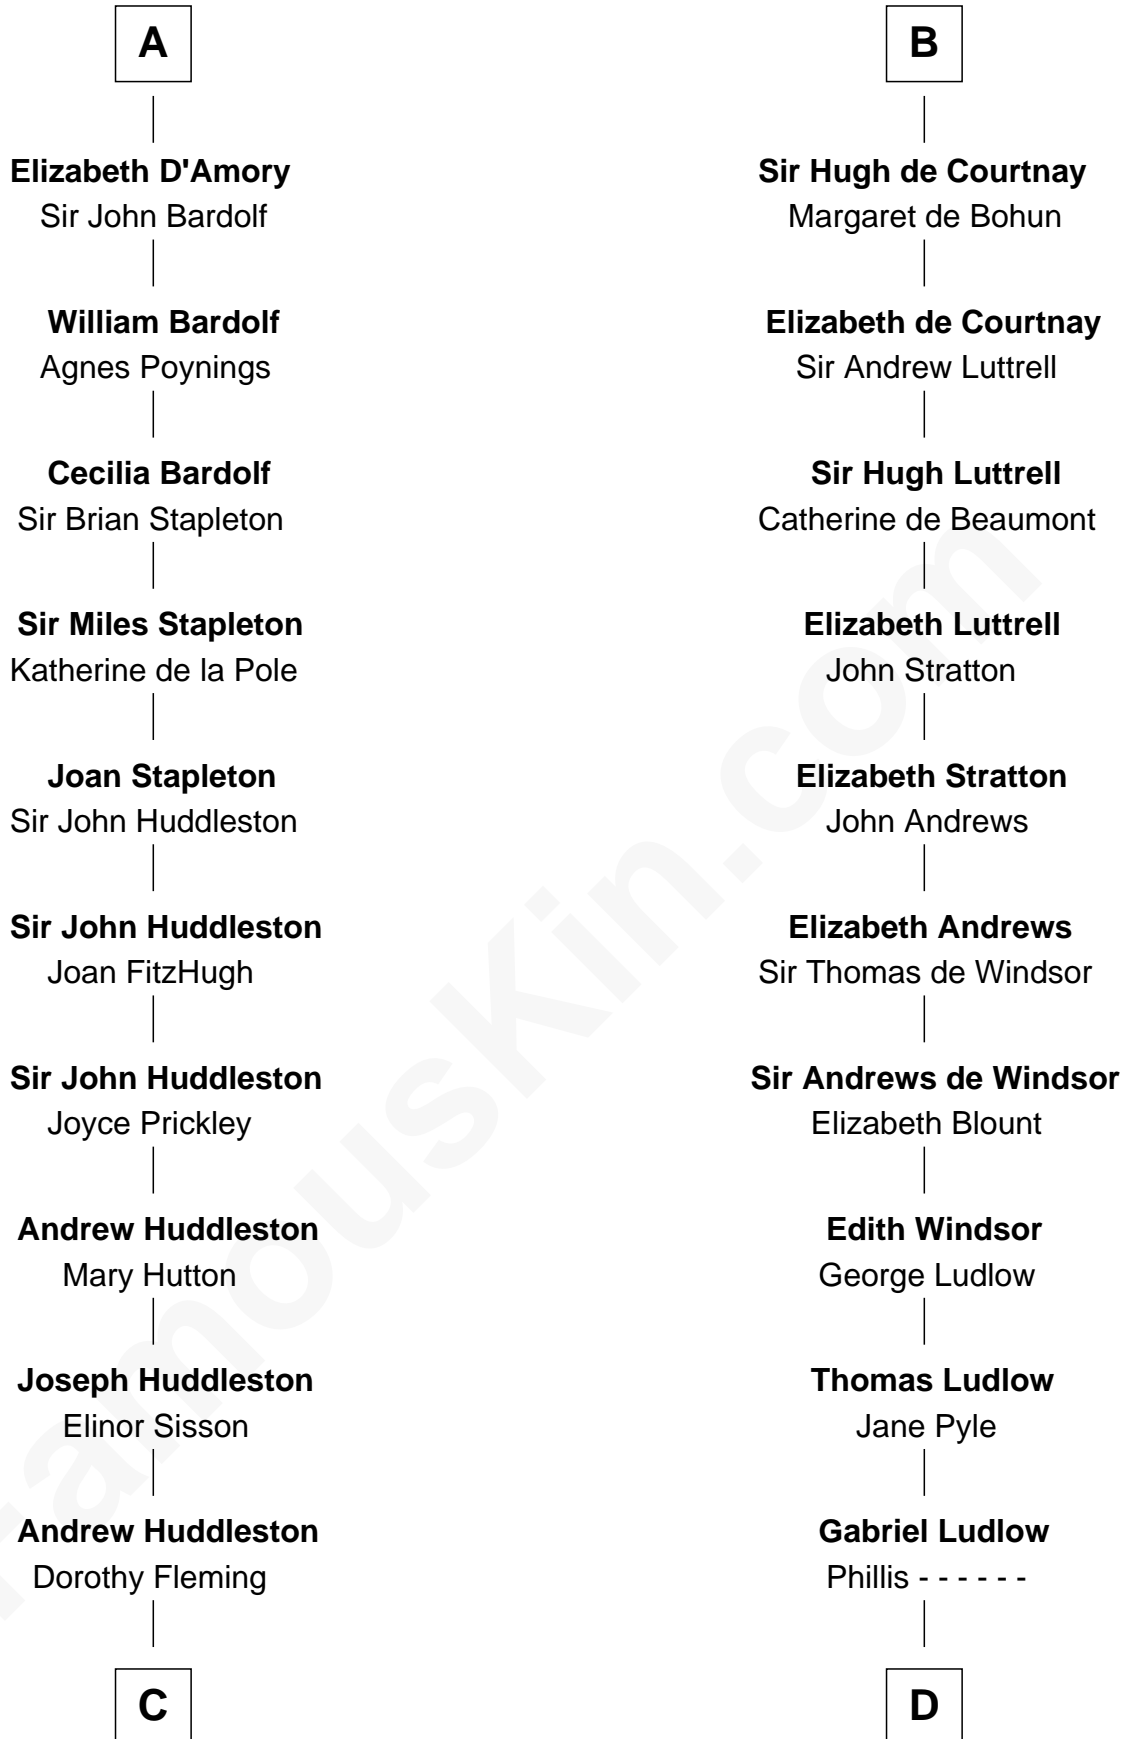 A
Elizabeth D'Amory
Sir John Bardolf
William Bardolf
Agnes Poynings
Cecilia Bardolf
Sir Brian Stapleton
Sir Miles Stapleton
Katherine de la Pole
Joan Stapleton
Sir John Huddleston
Sir John Huddleston
Joan FitzHugh
Sir John Huddleston
Joyce Prickley
Andrew Huddleston
Mary Hutton
Joseph Huddleston
Elinor Sisson
Andrew Huddleston
Dorothy Fleming
C
B
Sir Hugh de Courtnay
Margaret de Bohun
Elizabeth de Courtnay
Sir Andrew Luttrell
Sir Hugh Luttrell
Catherine de Beaumont
Elizabeth Luttrell
John Stratton
Elizabeth Stratton
John Andrews
Elizabeth Andrews
Sir Thomas de Windsor
Sir Andrews de Windsor
Elizabeth Blount
Edith Windsor
George Ludlow
Thomas Ludlow
Jane Pyle
Gabriel Ludlow
Phillis - - - - - -
D
FamousKin.com